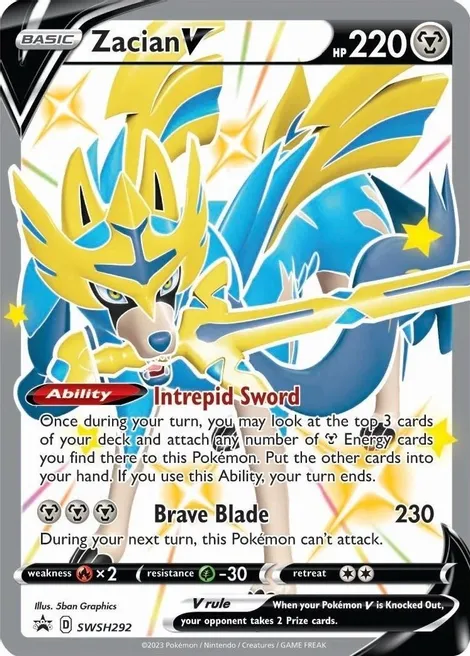 BASIC Zacian V HP 220
Ability Intrepid Sword
Once during your turn, you may look at the top 3 cards
of your deck and attach any number of Energy cards
you find there to this Pokémon. Put the other cards into
your hand. If you use this Ability, your turn ends.
Brave Blade 230
During your next turn, this Pokémon can't attack.
weakness ×2 resistance -30 retreat
Illus. 5ban Graphics
V rule When your Pokémon V is Knocked Out,
your opponent takes 2 Prize cards.
D SWSH292
©2023 Pokémon / Nintendo / Creatures / GAME FREAK